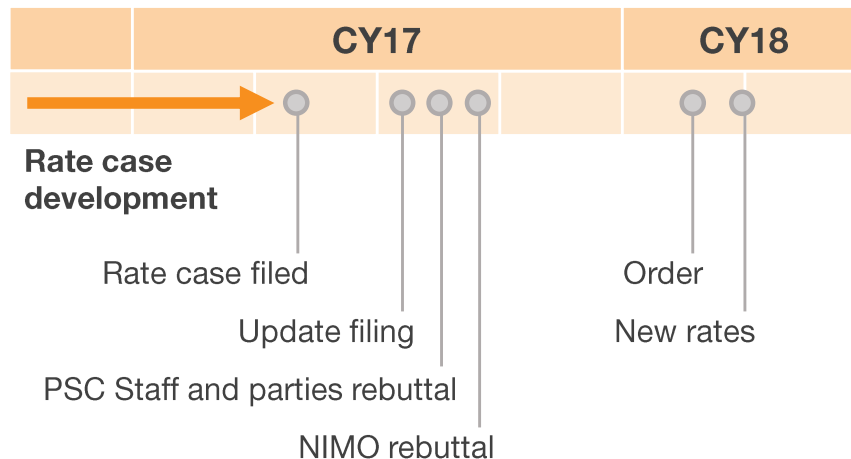 CY17
CY18
Rate case
development
Rate case filed
Order
Update filing
New rates
PSC Staff and parties rebuttal
NIMO rebuttal